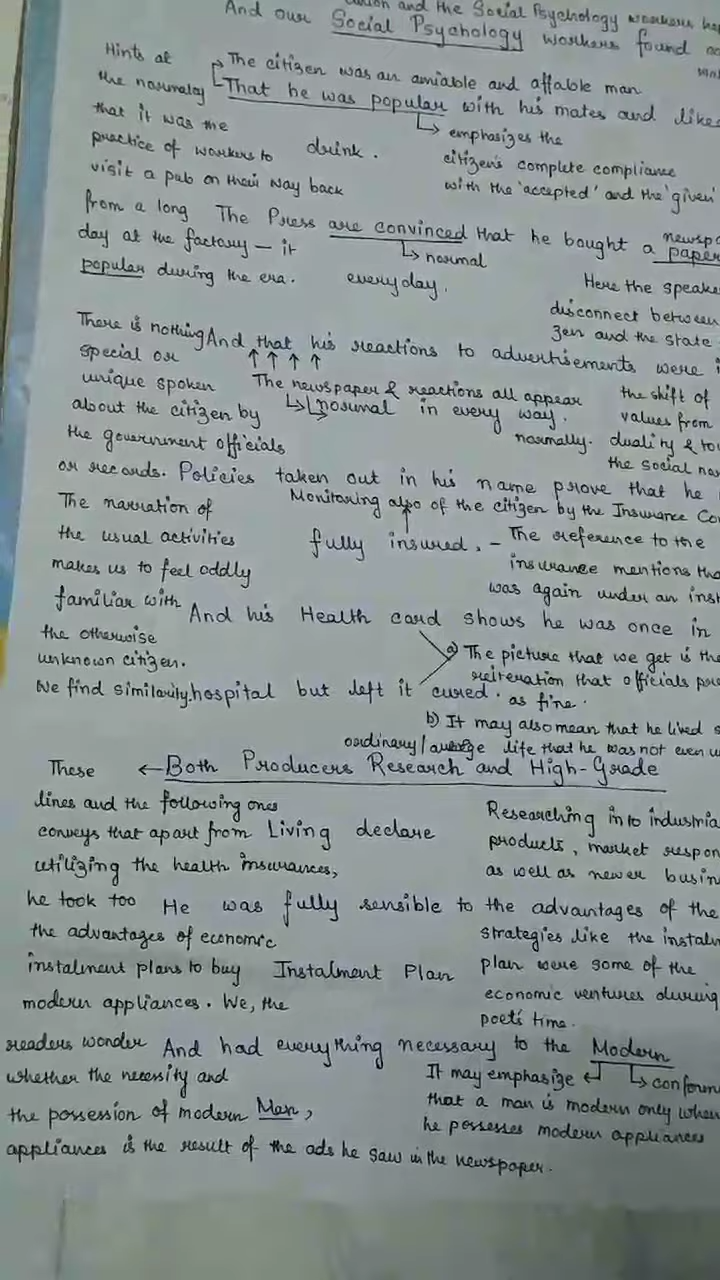 And our Social Psychology workers found
Hints at
the normalcy
that it was the
practice of workers to
visit a pub on their way back
from a long
day at the factory – it
popular during the era.
The citizen was an amiable and affable man
That he was popular with his mates and liked
drink.
emphasizes the
citizen's complete compliance
with the 'accepted' and the 'given'
The Press are convinced that he bought a paper
normal
everyday.
Here the speake
disconnect between
zen and the state
There is nothing
special or
unique spoken
about the citizen by
the government officials
or records.
And that his reactions to advertisements were
The newspaper & reactions all appear
normal in every way.
normally.
the shift of
values from
duality & to
the social no
Policies taken out in his name prove that he
Monitoring also of the citizen by the Insurance Co
fully insured,
– The reference to the
insurance mentions tha
was again under an inst
The narration of
the usual activities
makes us to feel oddly
familiar with
the otherwise
unknown citizen.
We find similarity.
And his Health card shows he was once in
hospital but left it cured.
a) The picture that we get is the
reiteration that officials
as fine.
b) It may also mean that he lived
ordinary/average life that he was not even
Both Producers Research and High-Grade
Living declare
These
lines and the following ones
conveys that apart from
utilizing the health insurances,
he took too
the advantages of economic
instalment plans to buy
modern appliances. We, the
readers wonder
whether the necessity and
the possession of modern
appliances is the result of the ads he saw in the newspaper.
Researching into industria
products, market respon
as well as newer busin
He was fully sensible to the advantages of the
Instalment Plan
strategies like the instal
plan were some of the
economic ventures during
poet's time.
And had everything necessary to the Modern
Man,
It may emphasize
conform
that a man is modern only when
he possesses modern appliances